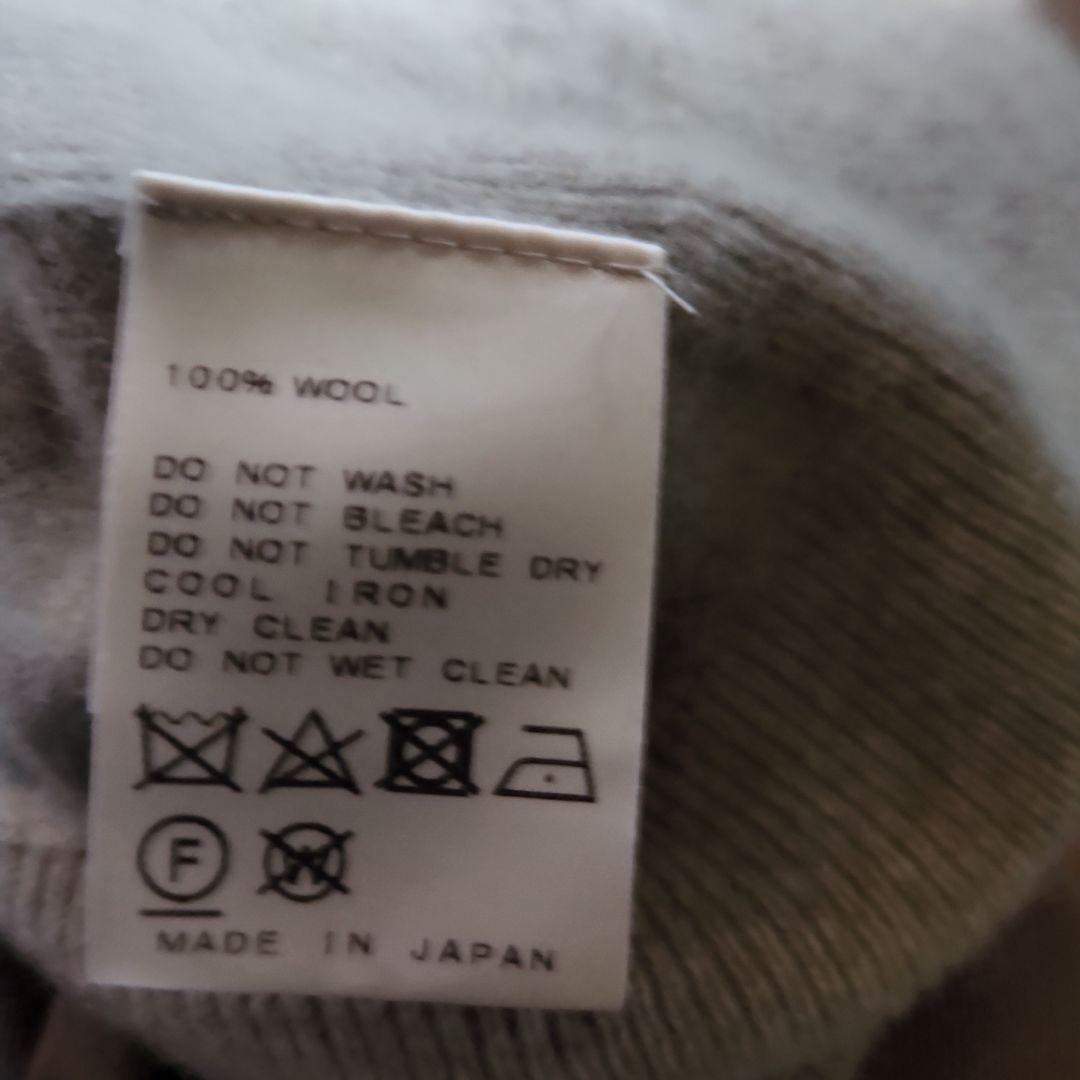 100% WOOL
DO NOT WASH
DO NOT BLEACH
DO NOT TUMBLE DRY
COOL IRON
DRY CLEAN
DO NOT WET CLEAN
F W
MADE IN JAPAN